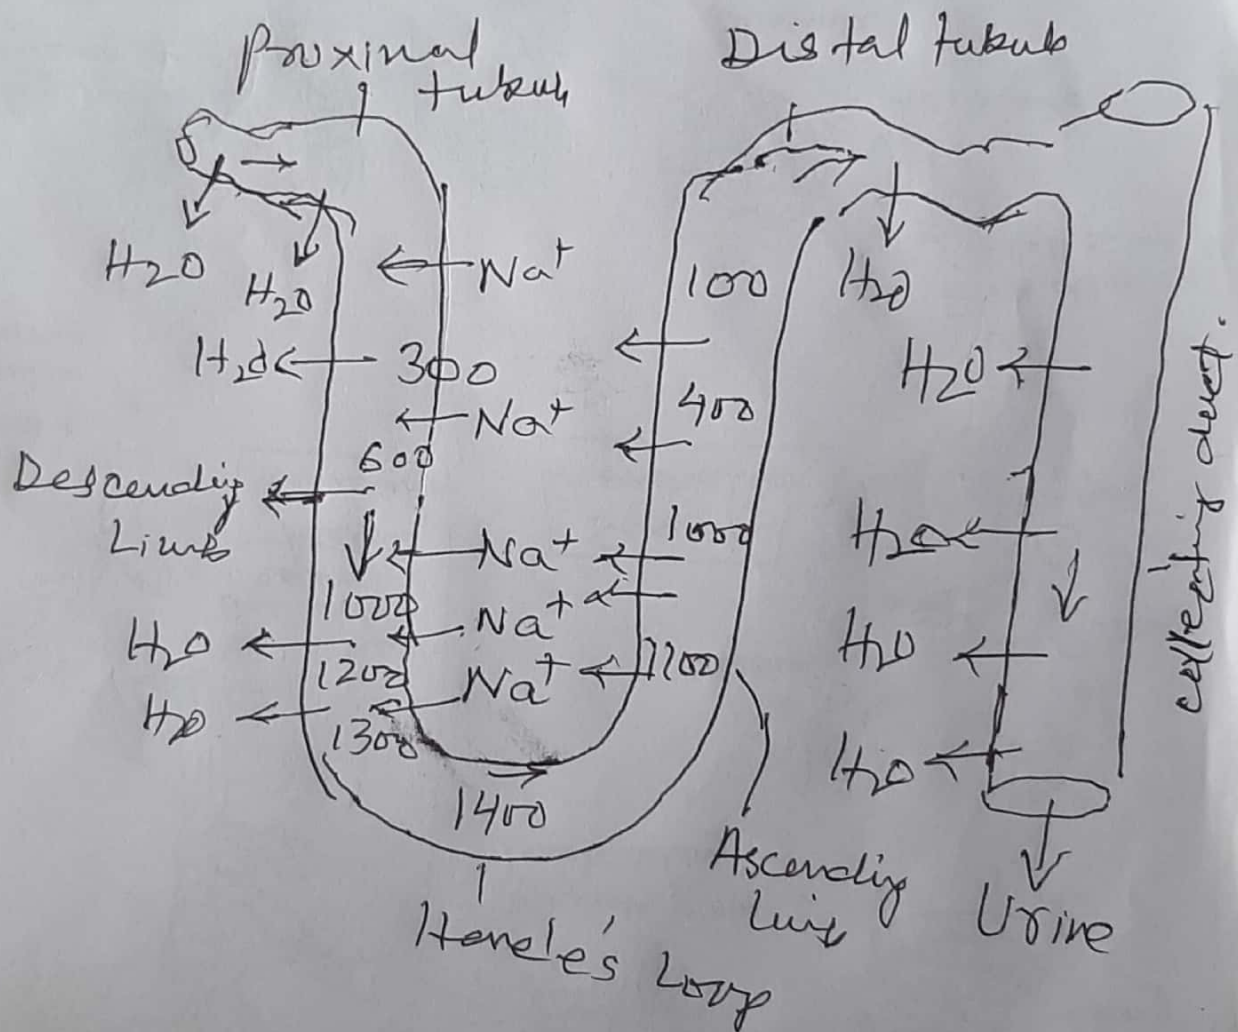 Proximal
tubule
Distal tubule
H2O
H2O
Na+
100
H2O
H2O
300
Na+
400
H2O
600
Descending
Limb
Na+
1000
H2O
1000
Na+
H2O
H2O
1200
Na+
1200
H2O
1300
H2O
1400
collecting duct.
Ascending
Limb
Urine
Henele's Loop